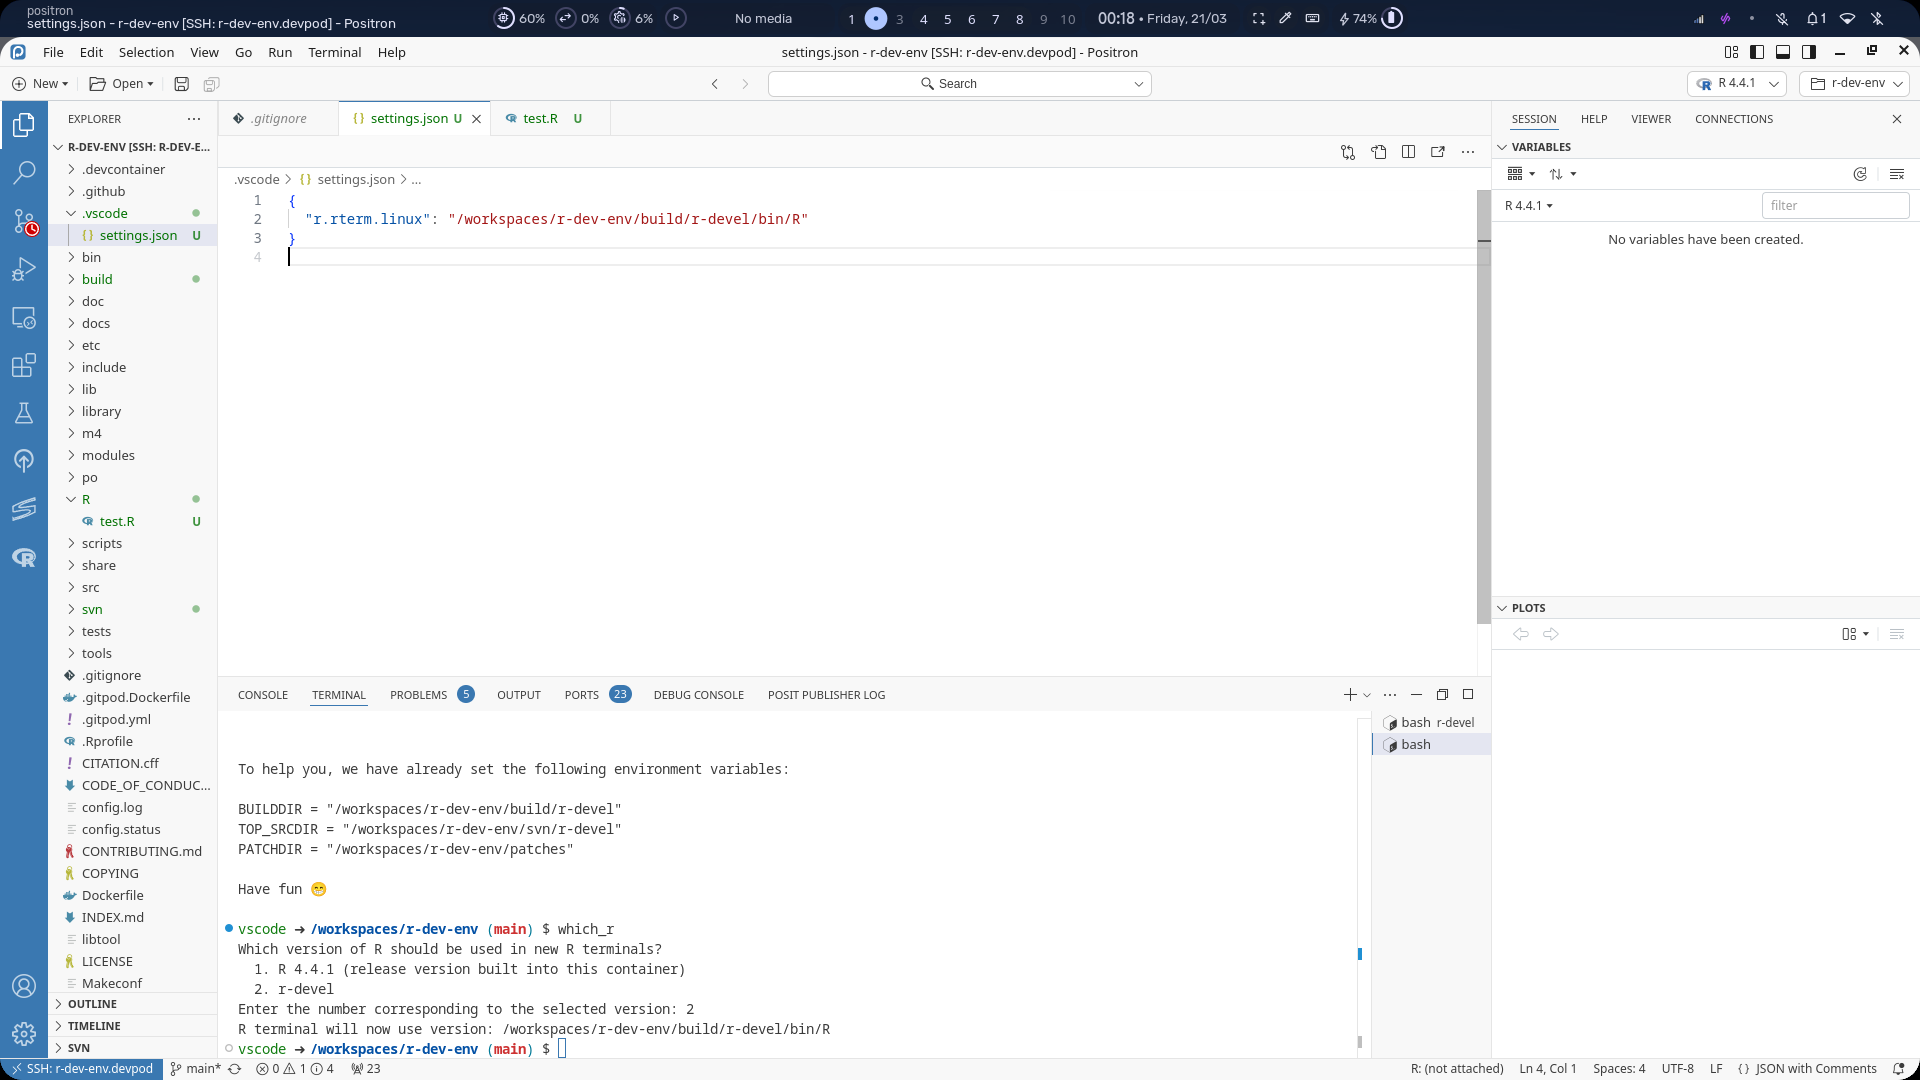 positron
settings.json - r-dev-env [SSH: r-dev-env.devpod] - Positron
60% 0% 6% No media 1 3 4 5 6 7 8 9 10 00:18 • Friday, 21/03 74% 1
File Edit Selection View Go Run Terminal Help
settings.json - r-dev-env [SSH: r-dev-env.devpod] - Positron
New Open Search R 4.4.1 r-dev-env
EXPLORER
R-DEV-ENV [SSH: R-DEV-E...
.devcontainer
.github
.vscode
settings.json U
bin
build
doc
docs
etc
include
lib
library
m4
modules
po
R
test.R U
scripts
share
src
svn
tests
tools
.gitignore
.gitpod.Dockerfile
.gitpod.yml
.Rprofile
CITATION.cff
CODE_OF_CONDUC...
config.log
config.status
CONTRIBUTING.md
COPYING
Dockerfile
INDEX.md
libtool
LICENSE
Makeconf
OUTLINE
TIMELINE
SVN
.gitignore settings.json U test.R U
.vscode > settings.json > ...
1 {
2 "r.rterm.linux": "/workspaces/r-dev-env/build/r-devel/bin/R"
3 }
4
CONSOLE TERMINAL PROBLEMS 5 OUTPUT PORTS 23 DEBUG CONSOLE POSIT PUBLISHER LOG
To help you, we have already set the following environment variables:
BUILDDIR = "/workspaces/r-dev-env/build/r-devel"
TOP_SRCDIR = "/workspaces/r-dev-env/svn/r-devel"
PATCHDIR = "/workspaces/r-dev-env/patches"
Have fun 😁
vscode ➜ /workspaces/r-dev-env (main) $ which_r
Which version of R should be used in new R terminals?
1. R 4.4.1 (release version built into this container)
2. r-devel
Enter the number corresponding to the selected version: 2
R terminal will now use version: /workspaces/r-dev-env/build/r-devel/bin/R
vscode ➜ /workspaces/r-dev-env (main) $
bash r-devel
bash
SESSION HELP VIEWER CONNECTIONS
VARIABLES
R 4.4.1 filter
No variables have been created.
PLOTS
SSH: r-dev-env.devpod main* 0 1 4 23 R: (not attached) Ln 4, Col 1 Spaces: 4 UTF-8 LF {} JSON with Comments